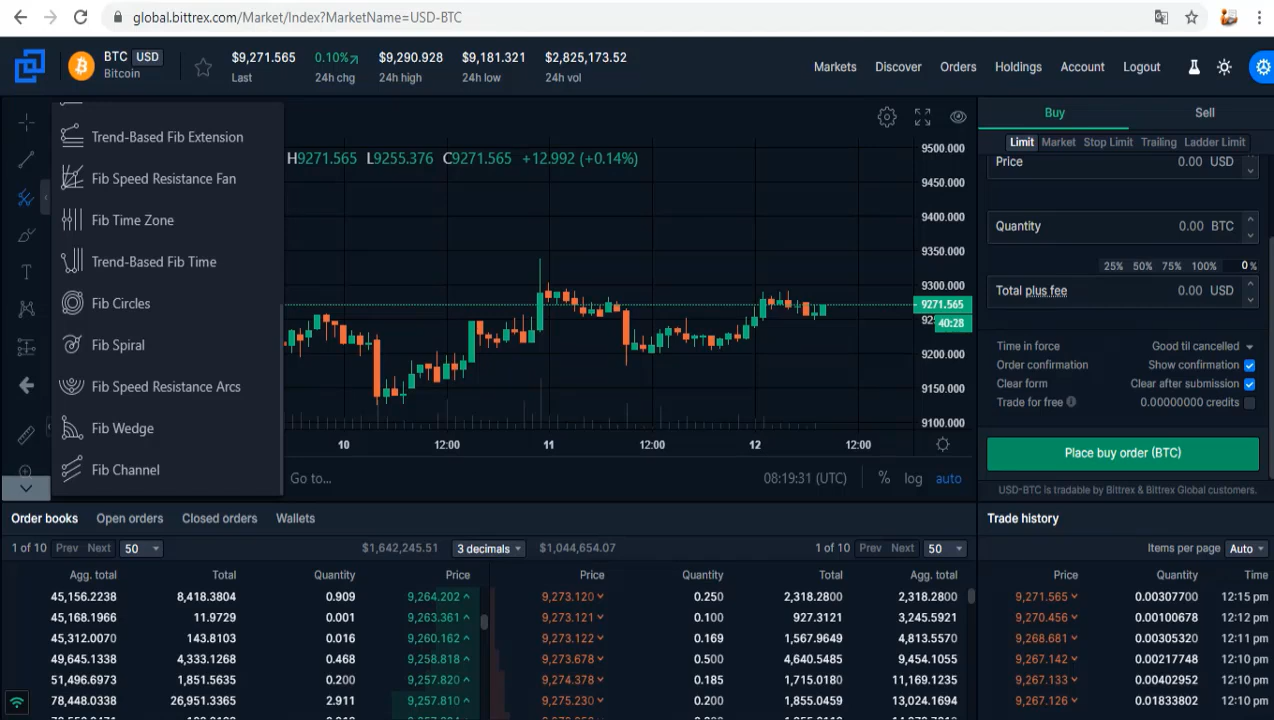 global.bittrex.com/Market/Index?MarketName=USD-BTC
BTC USD
Bitcoin
$9,271.565
Last
0.10%
24h chg
$9,290.928
24h high
$9,181.321
24h low
$2,825,173.52
24h vol
Markets Discover Orders Holdings Account Logout
Trend-Based Fib Extension
Fib Speed Resistance Fan
Fib Time Zone
Trend-Based Fib Time
Fib Circles
Fib Spiral
Fib Speed Resistance Arcs
Fib Wedge
Fib Channel
H9271.565 L9255.376 C9271.565 +12.992 (+0.14%)
9500.000
9450.000
9400.000
9350.000
9300.000
9271.565
40:28
9200.000
9150.000
9100.000
10 12:00 11 12:00 12 12:00
Go to... 08:19:31 (UTC) % log auto
Buy Sell
Limit Market Stop Limit Trailing Ladder Limit
Price 0.00 USD
Quantity 0.00 BTC
25% 50% 75% 100% 0 %
Total plus fee 0.00 USD
Time in force Good til cancelled
Order confirmation Show confirmation
Clear form Clear after submission
Trade for free 0.00000000 credits
Place buy order (BTC)
USD-BTC is tradable by Bittrex & Bittrex Global customers.
Order books Open orders Closed orders Wallets
1 of 10 Prev Next 50 $1,642,245.51 3 decimals $1,044,654.07 1 of 10 Prev Next 50
Agg. total Total Quantity Price Price Quantity Total Agg. total
45,156.2238 8,418.3804 0.909 9,264.202 9,273.120 0.250 2,318.2800 2,318.2800
45,168.1966 11.9729 0.001 9,263.361 9,273.121 0.100 927.3121 3,245.5921
45,312.0070 143.8103 0.016 9,260.162 9,273.122 0.169 1,567.9649 4,813.5570
49,645.1338 4,333.1268 0.468 9,258.818 9,273.678 0.500 4,640.5485 9,454.1055
51,496.6973 1,851.5635 0.200 9,257.820 9,274.378 0.185 1,715.0180 11,169.1235
78,448.0338 26,951.3365 2.911 9,257.810 9,275.230 0.200 1,855.0459 13,024.1694
Trade history
Items per page Auto
Price Quantity Time
9,271.565 0.00307700 12:15 pm
9,270.456 0.00100678 12:12 pm
9,268.681 0.00305320 12:11 pm
9,267.142 0.00217748 12:10 pm
9,267.133 0.00402952 12:10 pm
9,267.126 0.01833802 12:10 pm